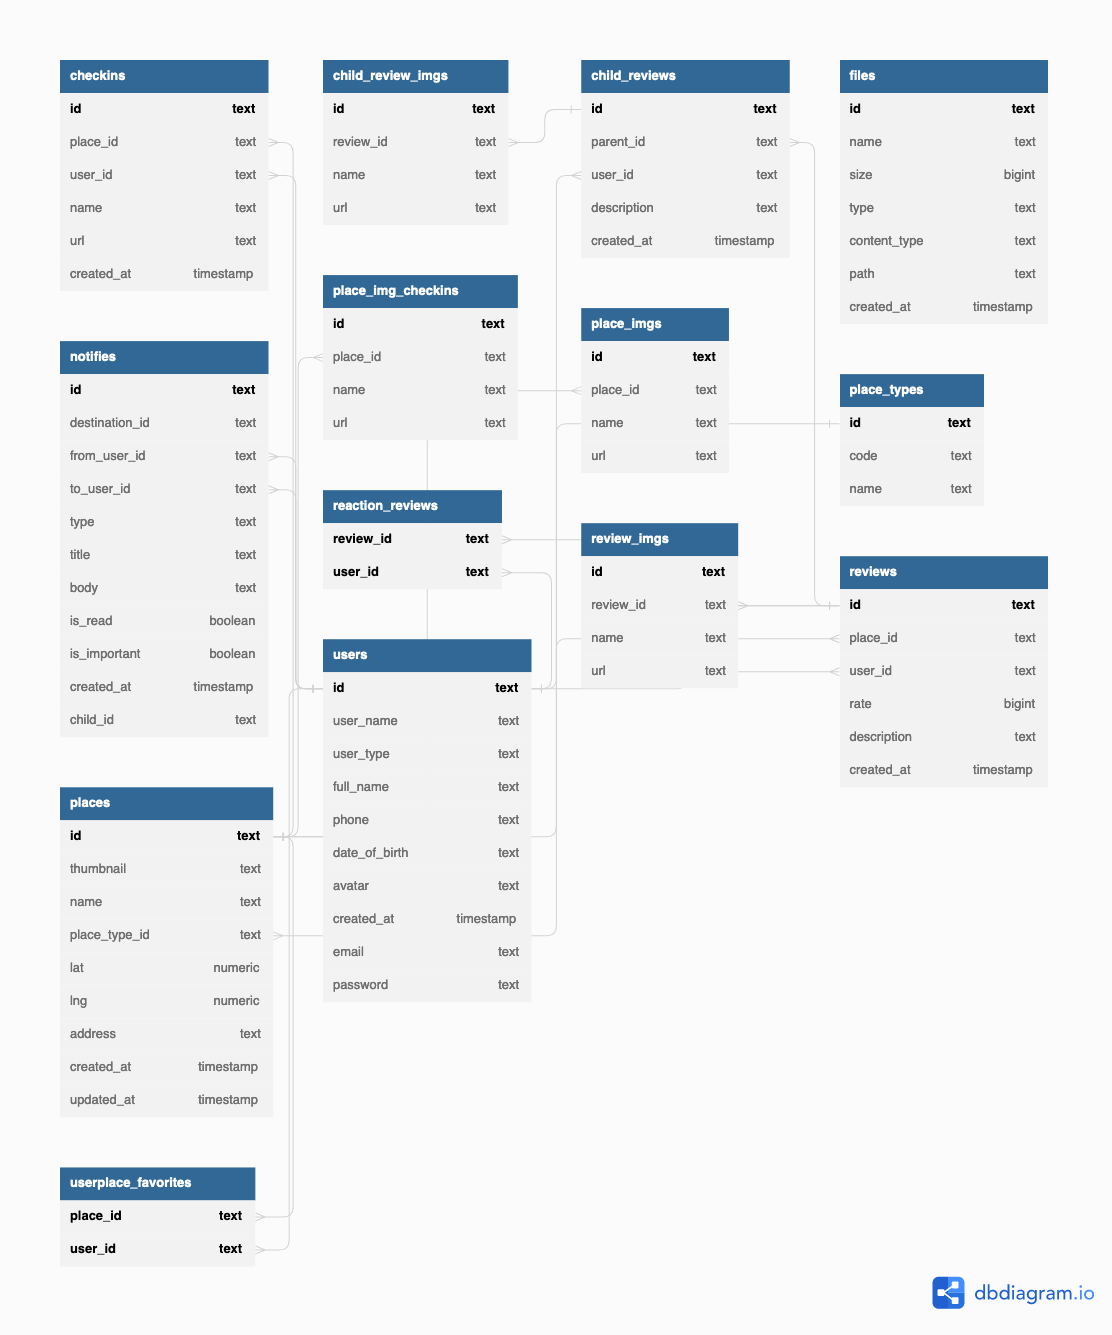 checkins
id text
place_id text
user_id text
name text
url text
created_at timestamp
child_review_imgs
id text
review_id text
name text
url text
child_reviews
id text
parent_id text
user_id text
description text
created_at timestamp
files
id text
name text
size bigint
type text
content_type text
path text
created_at timestamp
place_img_checkins
id text
place_id text
name text
url text
place_imgs
id text
place_id text
name text
url text
notifies
id text
destination_id text
from_user_id text
to_user_id text
type text
title text
body text
is_read boolean
is_important boolean
created_at timestamp
child_id text
place_types
id text
code text
name text
reaction_reviews
review_id text
user_id text
review_imgs
id text
review_id text
name text
url text
reviews
id text
place_id text
user_id text
rate bigint
description text
created_at timestamp
users
id text
user_name text
user_type text
full_name text
phone text
date_of_birth text
avatar text
created_at timestamp
email text
password text
places
id text
thumbnail text
name text
place_type_id text
lat numeric
lng numeric
address text
created_at timestamp
updated_at timestamp
userplace_favorites
place_id text
user_id text
dbdiagram.io